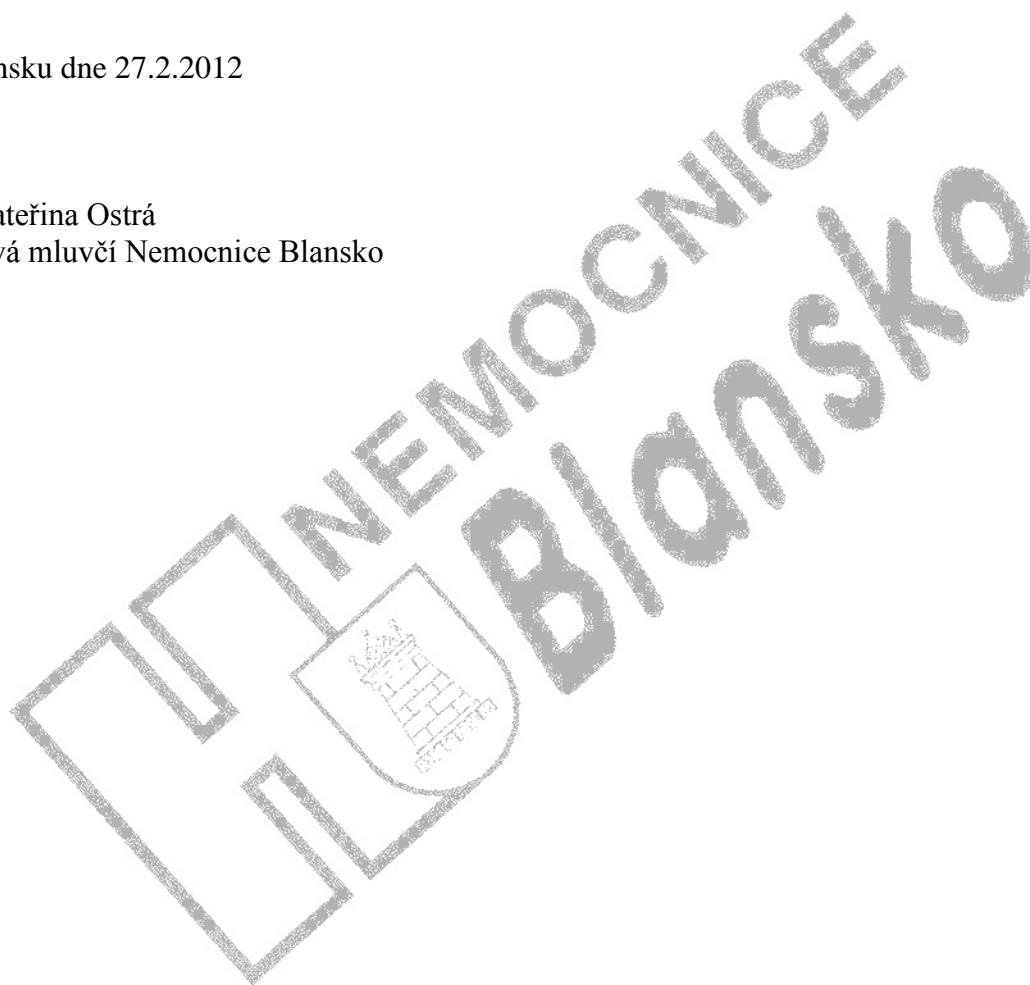 nsku dne 27.2.2012
ateřina Ostrá
vá mluvčí Nemocnice Blansko
NEMOCNICE
Blansko